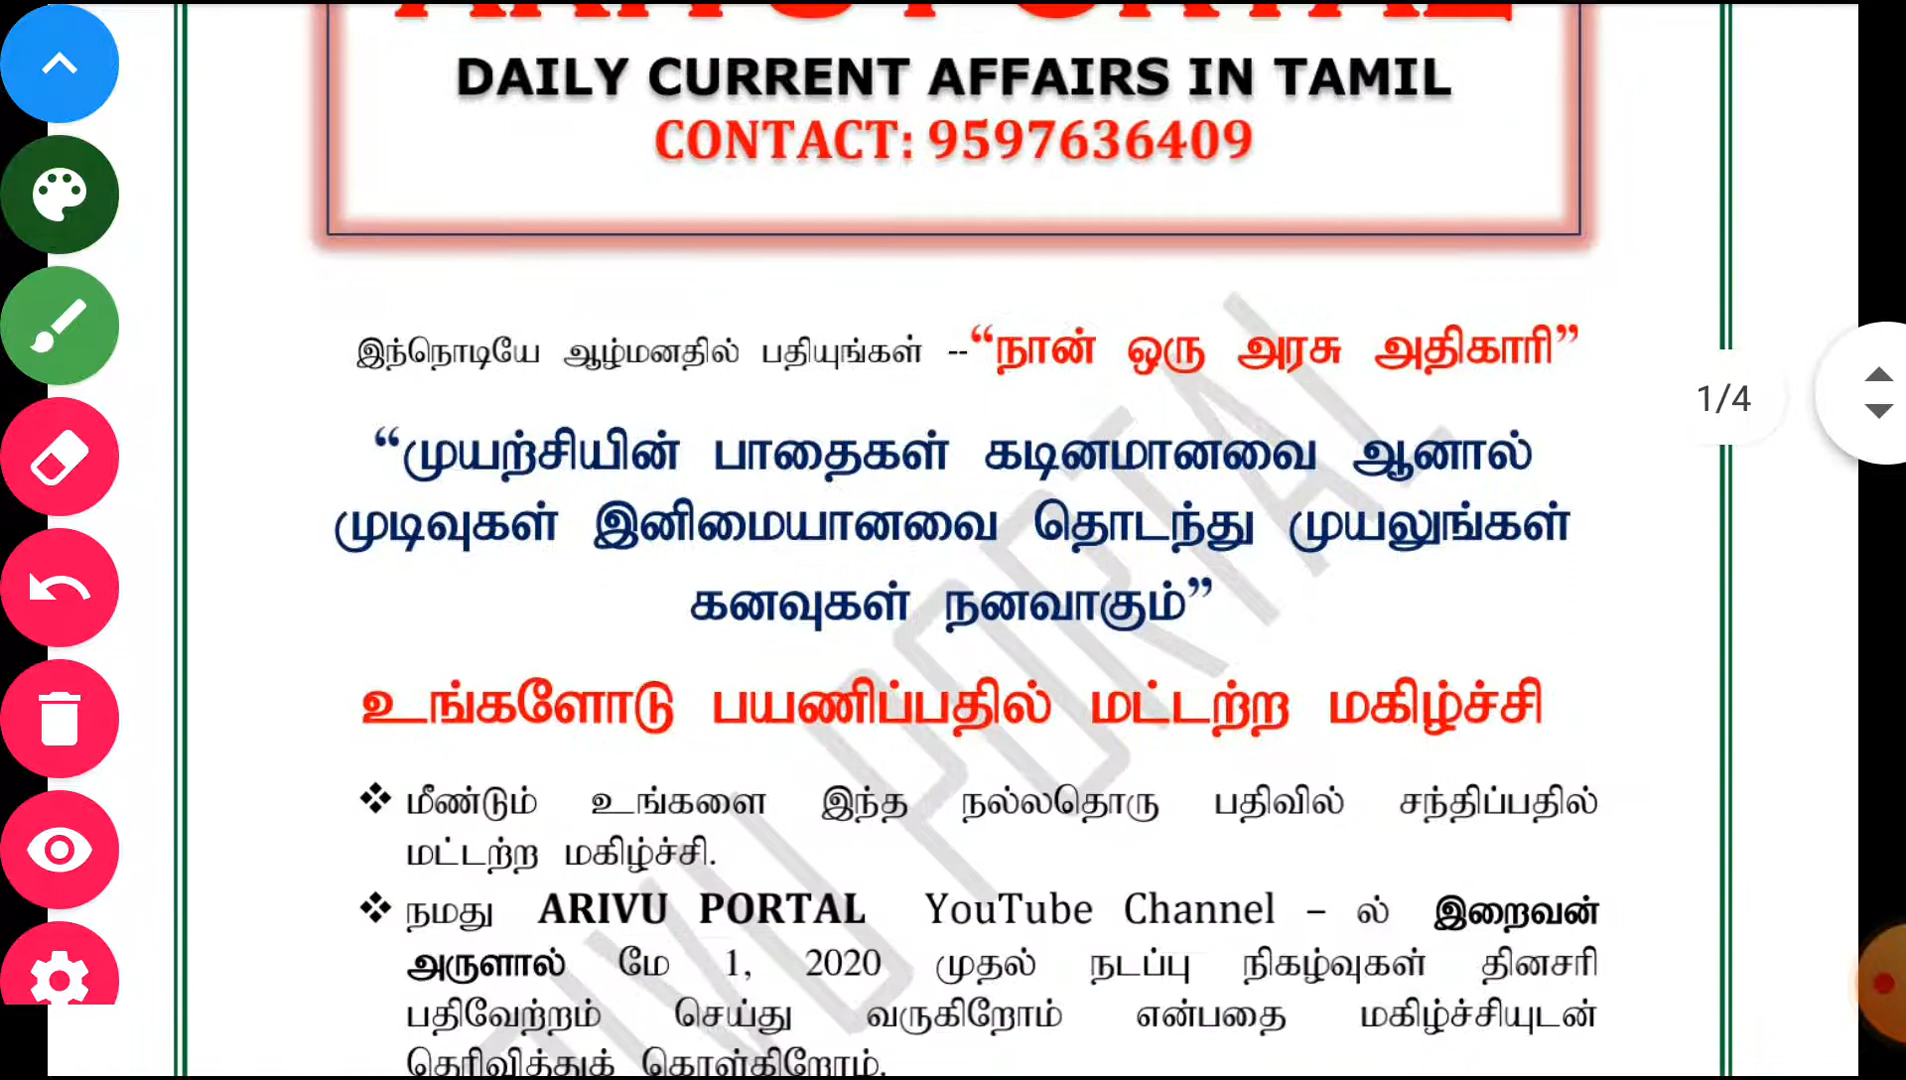 ARIVU PORTAL
DAILY CURRENT AFFAIRS IN TAMIL
CONTACT: 9597636409
இந்நொடியே ஆழ்மனதில் பதியுங்கள் --“நான் ஒரு அரசு அதிகாரி”
“முயற்சியின் பாதைகள் கடினமானவை ஆனால்
முடிவுகள் இனிமையானவை தொடந்து முயலுங்கள்
கனவுகள் நனவாகும்”
உங்களோடு பயணிப்பதில் மட்டற்ற மகிழ்ச்சி
❖ மீண்டும் உங்களை இந்த நல்லதொரு பதிவில் சந்திப்பதில்
மட்டற்ற மகிழ்ச்சி.
❖ நமது ARIVU PORTAL YouTube Channel – ல் இறைவன்
அருளால் மே 1, 2020 முதல் நடப்பு நிகழ்வுகள் தினசரி
பதிவேற்றம் செய்து வருகிறோம் என்பதை மகிழ்ச்சியுடன்
தெரிவித்துக் கொள்கிறோம்.
1/4